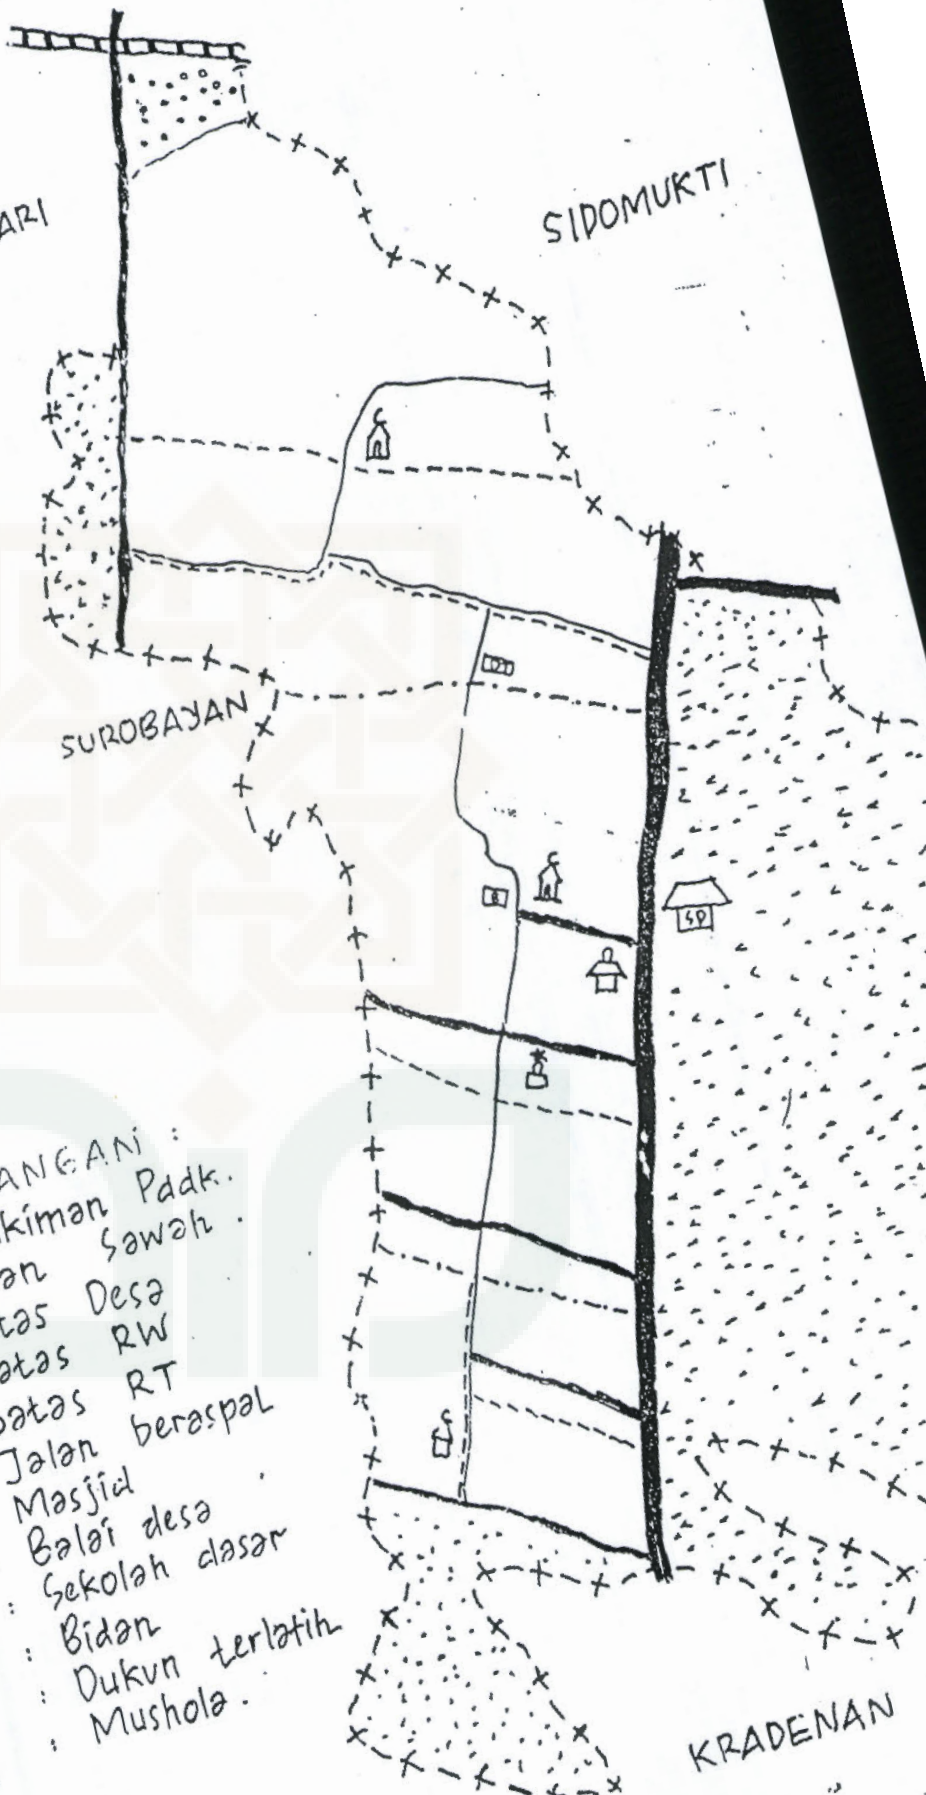 SIDOMUKTI
ARI
SUROBAYAN
SD
ANGAN :
kiman Padk.
an Sawah .
tas Desa
atas RW
batas RT
Jalan beraspal
Masjid
Balai desa
: Sekolah dasar
: Bidan
: Dukun terlatih
: Mushola .
KRADENAN